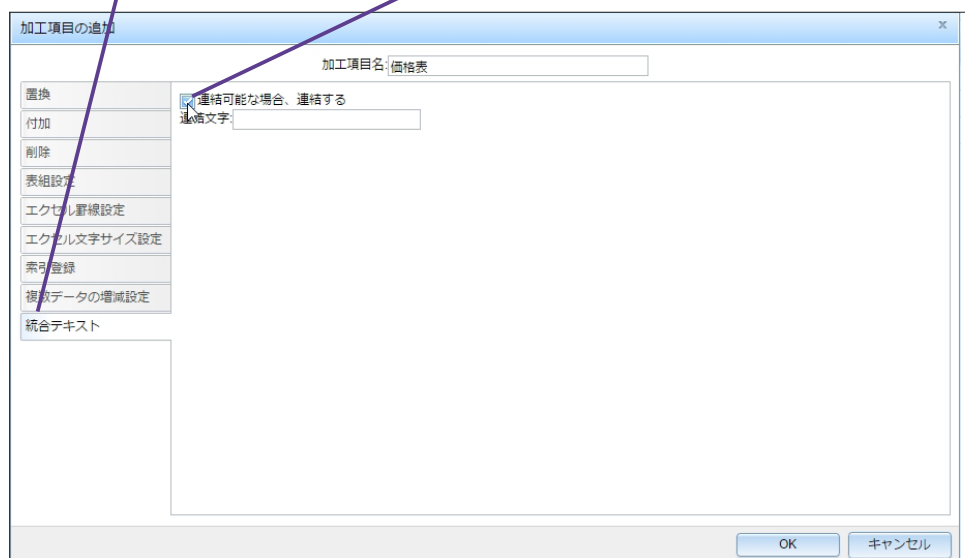 加工項目の追加
x
加工項目名:価格表
置換
付加
削除
表組設定
エクセル罫線設定
エクセル文字サイズ設定
索引登録
複数データの増減設定
統合テキスト
連結可能な場合、連結する
連結文字:
OK
キャンセル